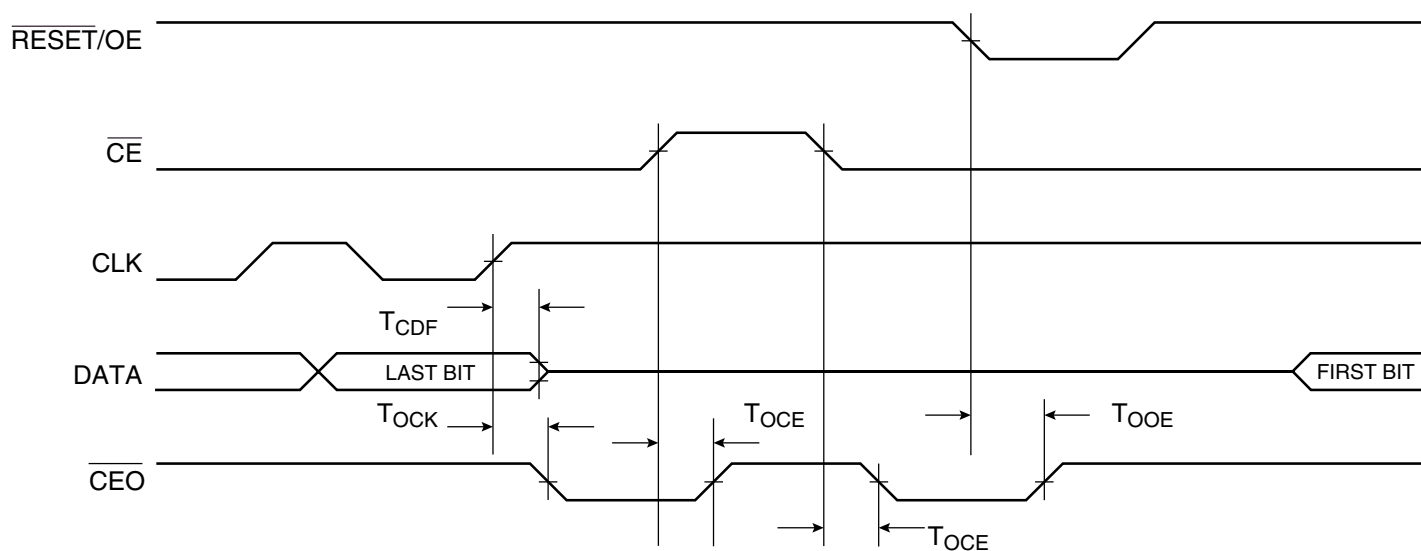 RESET/OE
CE
CLK
TCDF
DATA
LAST BIT
FIRST BIT
TOCK
TOCE
TOOE
CEO
TOCE